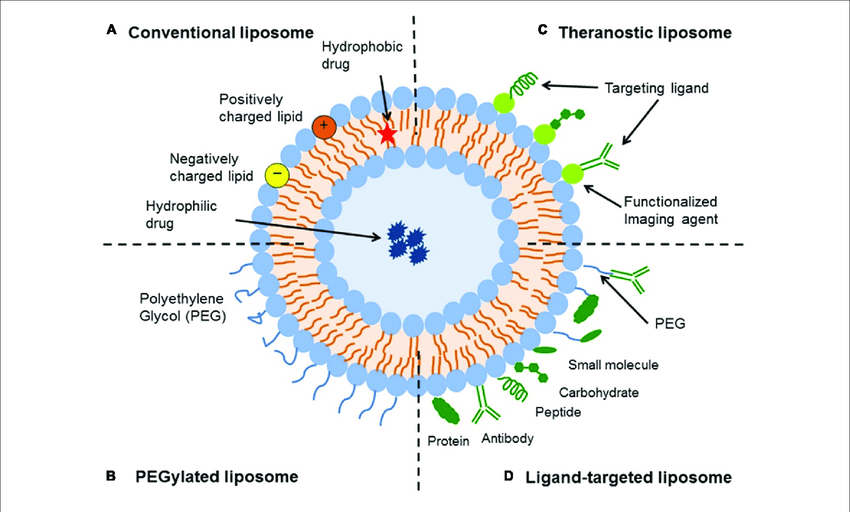 A Conventional liposome
Hydrophobic
drug
Positively
charged lipid
+
Negatively
charged lipid
−
Hydrophilic
drug
C Theranostic liposome
Targeting ligand
Functionalized
Imaging agent
Polyethylene
Glycol (PEG)
B PEGylated liposome
PEG
Small molecule
Carbohydrate
Peptide
Antibody
Protein
D Ligand-targeted liposome